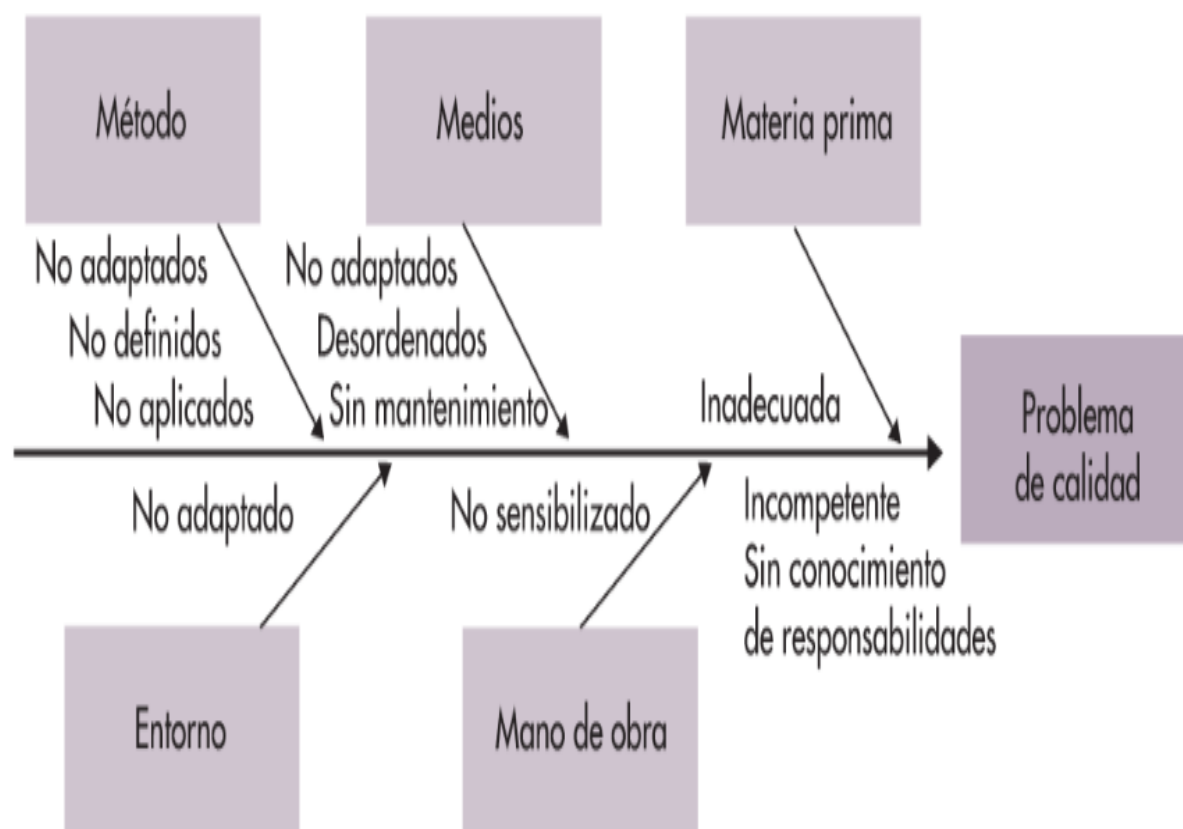 Método
Medios
Materia prima
No adaptados
No definidos
No aplicados
No adaptados
Desordenados
Sin mantenimiento
Inadecuada
Problema
de calidad
No adaptado
No sensibilizado
Incompetente
Sin conocimiento
de responsabilidades
Entorno
Mano de obra